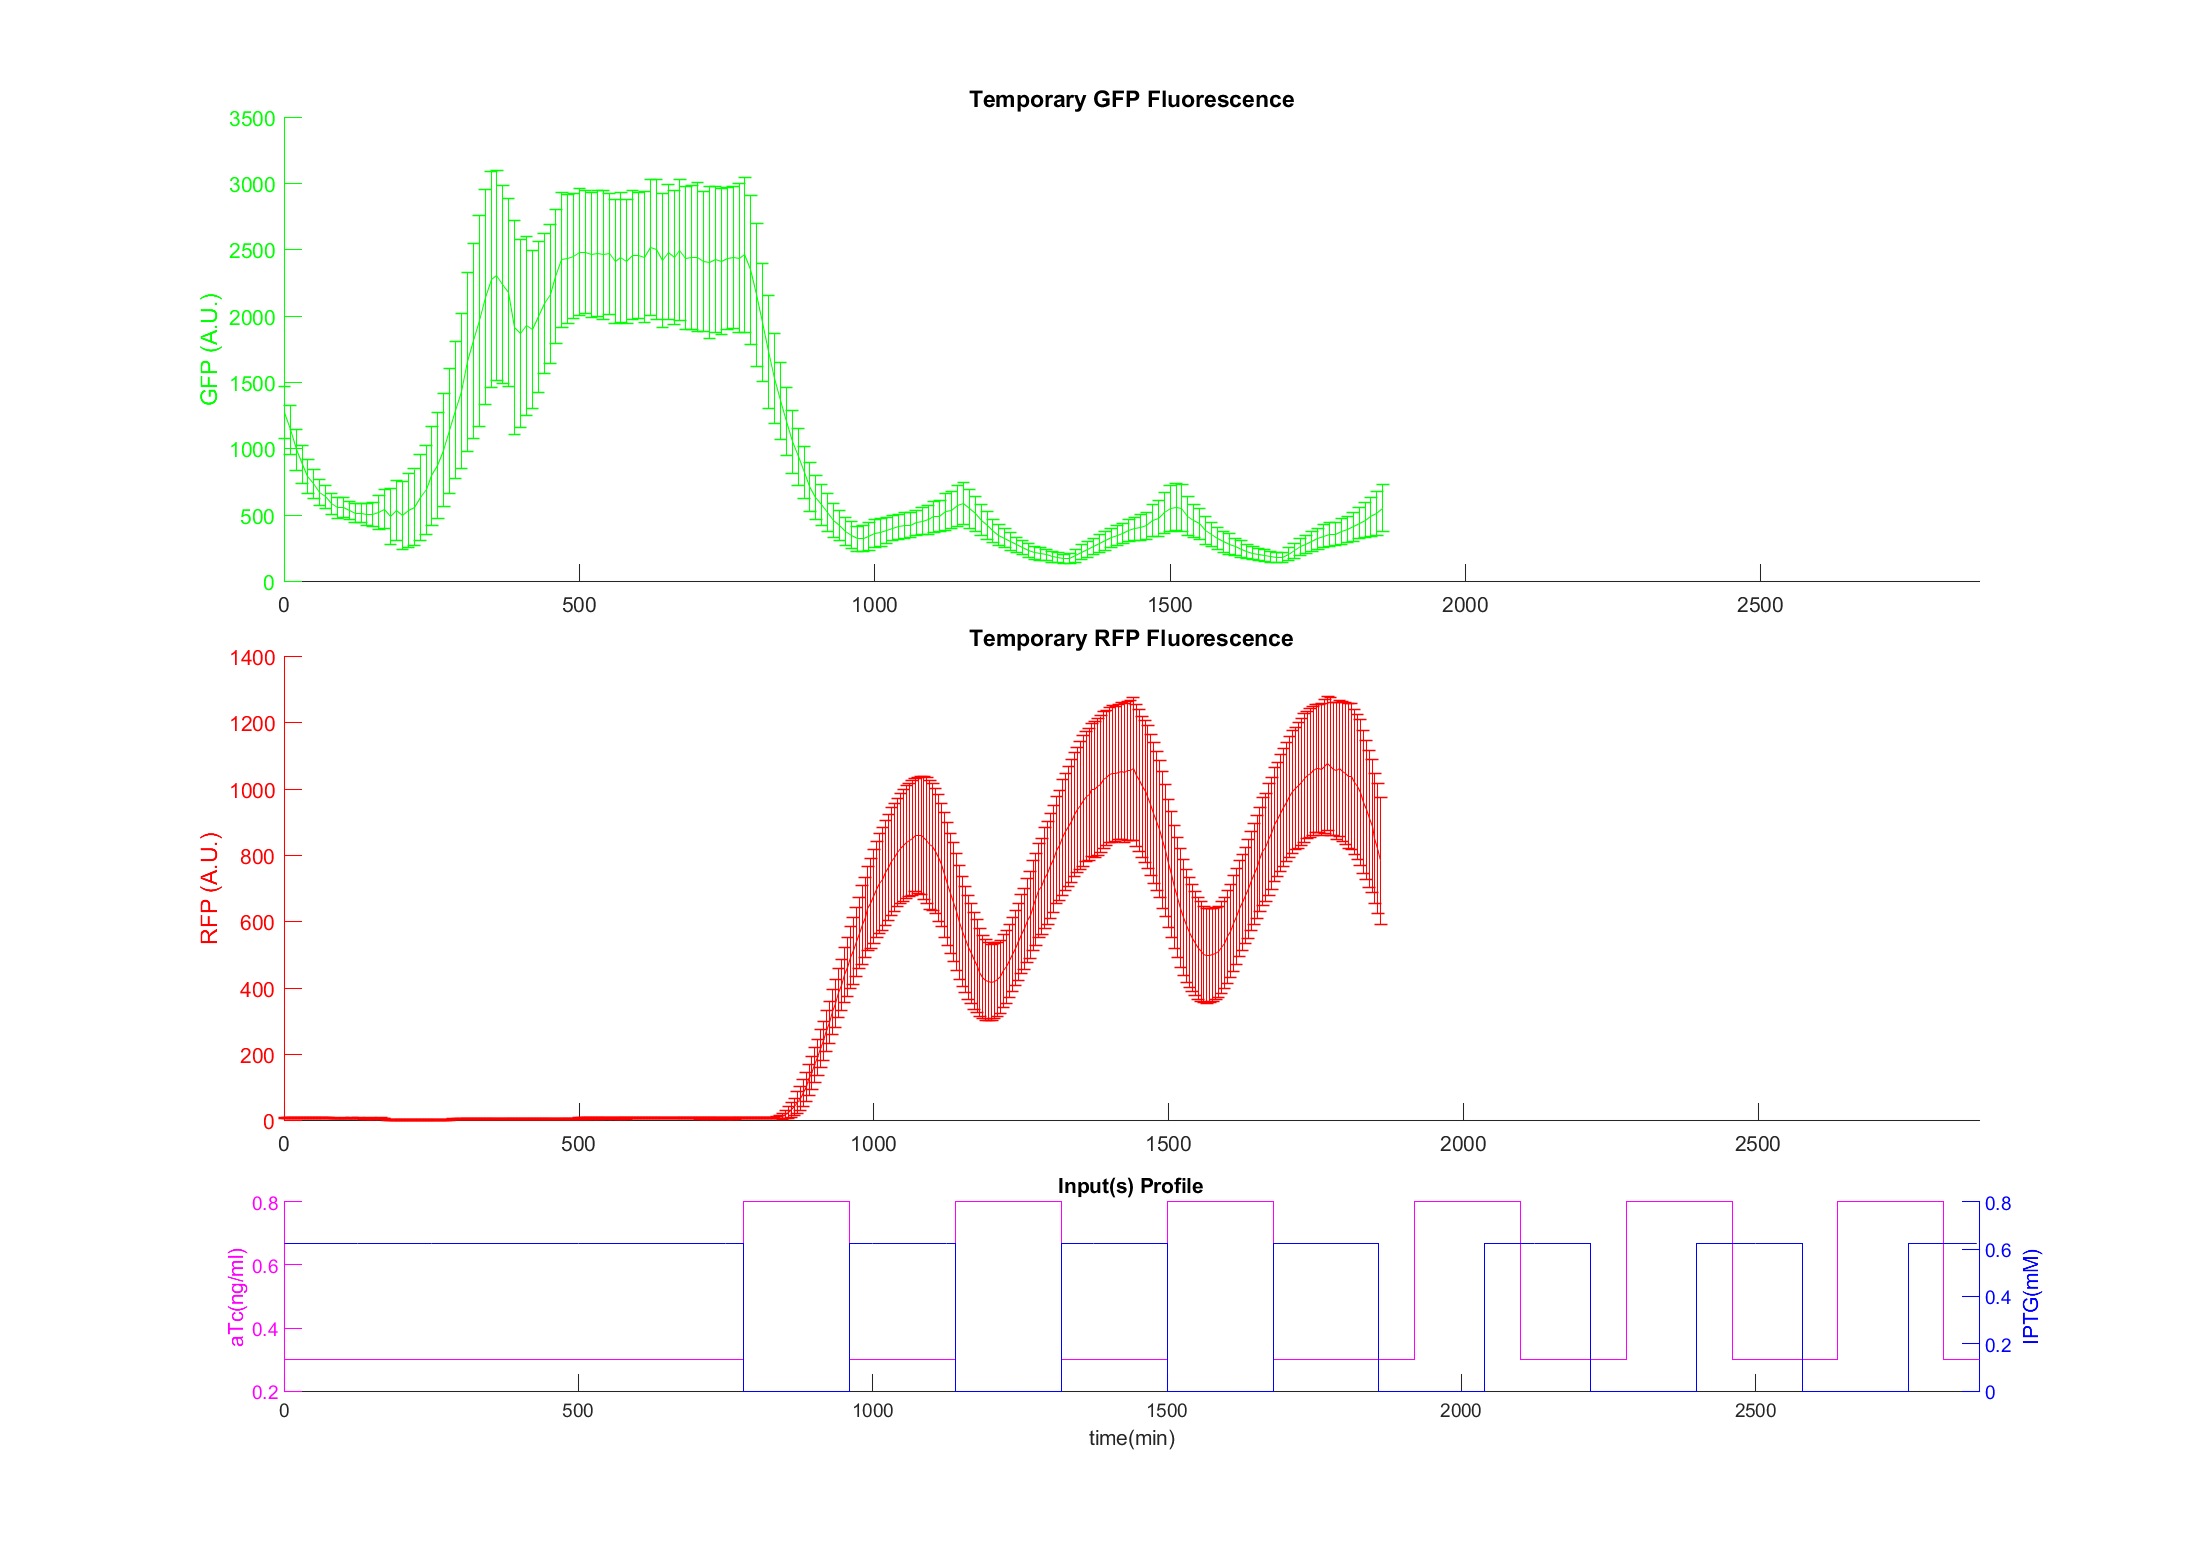 Temporary GFP Fluorescence
3500
3000
2500
2000
1500
1000
500
0
GFP (A.U.)
0 500 1000 1500 2000 2500
Temporary RFP Fluorescence
1400
1200
1000
800
600
400
200
0
RFP (A.U.)
0 500 1000 1500 2000 2500
Input(s) Profile
0.8
0.6
0.4
0.2
aTc(ng/ml)
0.8
0.6
0.4
0.2
0
IPTG(mM)
0 500 1000 1500 2000 2500
time(min)